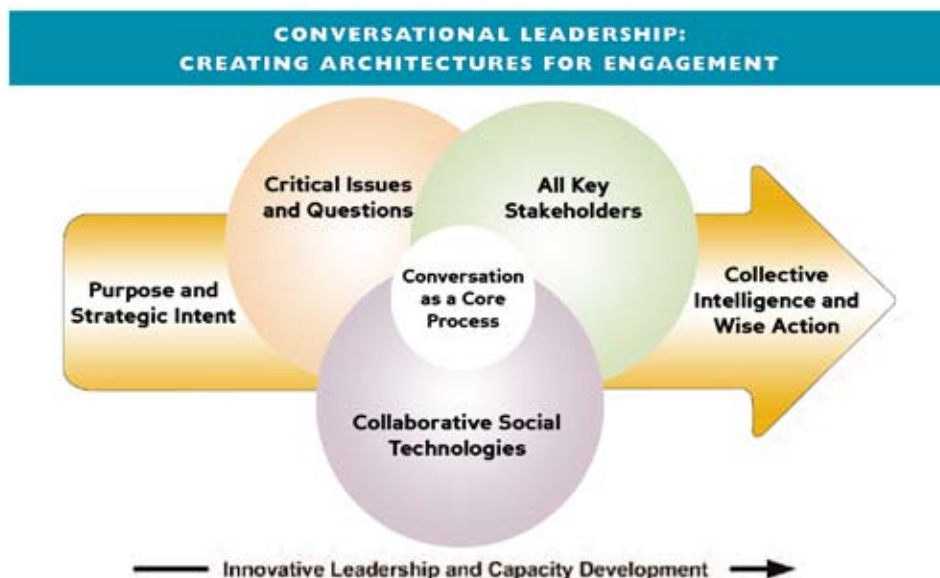 CONVERSATIONAL LEADERSHIP:
CREATING ARCHITECTURES FOR ENGAGEMENT
Critical Issues
and Questions
All Key
Stakeholders
Purpose and
Strategic Intent
Conversation
as a Core
Process
Collective
Intelligence and
Wise Action
Collaborative Social
Technologies
Innovative Leadership and Capacity Development